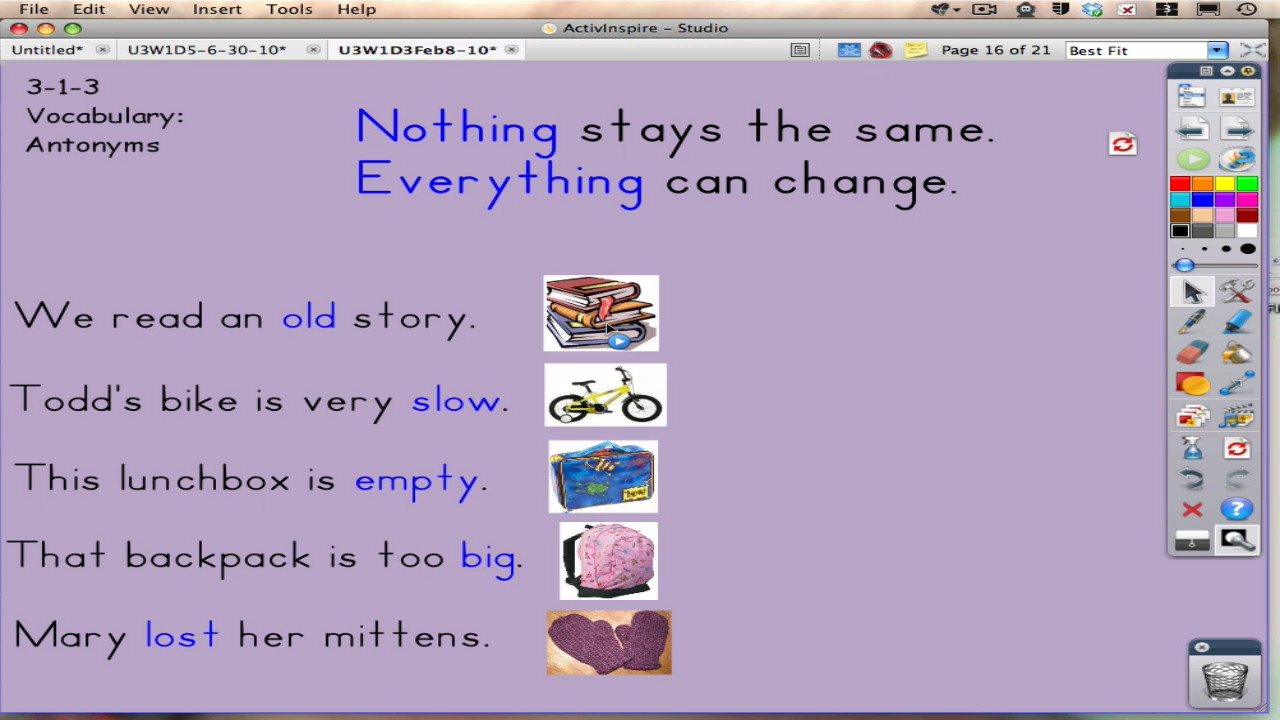 File Edit View Insert Tools Help
ActivInspire – Studio
Untitled* U3W1D5-6-30-10* U3W1D3Feb8-10* Page 16 of 21 Best Fit
3-1-3
Vocabulary:
Antonyms
Nothing stays the same.
Everything can change.
We read an old story.
Todd's bike is very slow.
This lunchbox is empty.
That backpack is too big.
Mary lost her mittens.